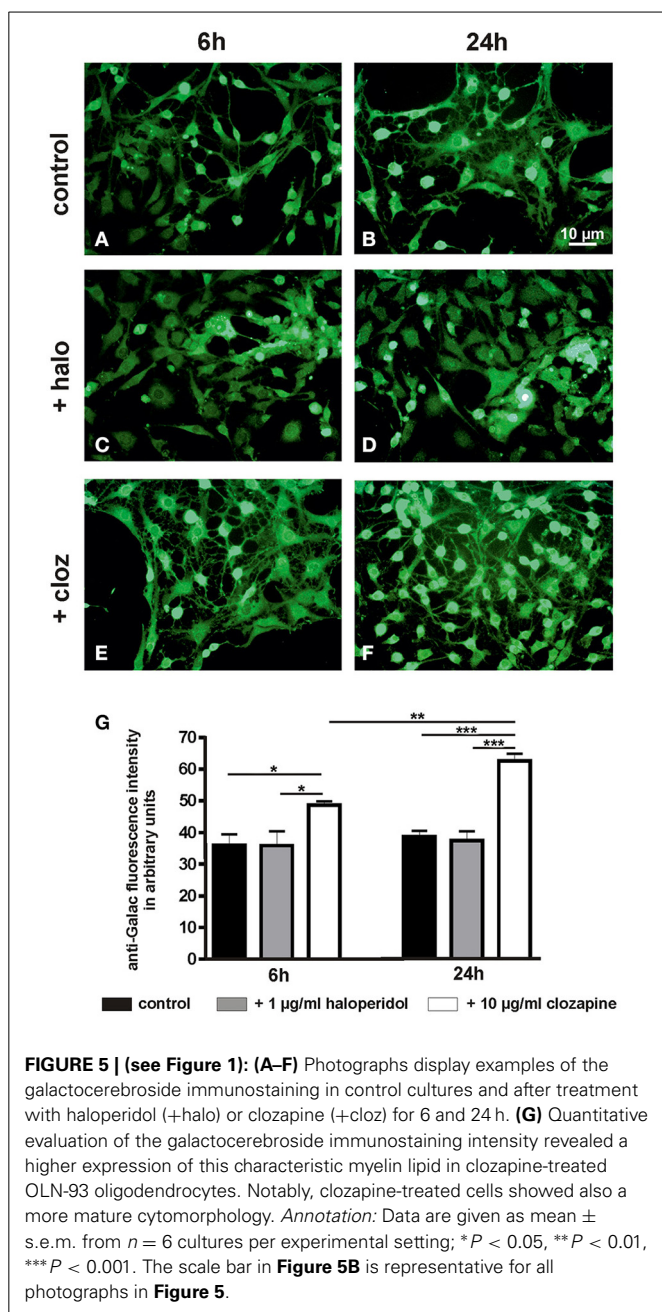 6h 24h
control
A
B
10 µm
+ halo
C
D
+ cloz
E
F
G
** 
***
* ***
*
70
60
50
40
30
20
10
0
anti-Galac fluorescence intensity
in arbitrary units
6h 24h
control + 1 µg/ml haloperidol + 10 µg/ml clozapine
FIGURE 5 | (see Figure 1): (A–F) Photographs display examples of the
galactocerebroside immunostaining in control cultures and after treatment
with haloperidol (+halo) or clozapine (+cloz) for 6 and 24 h. (G) Quantitative
evaluation of the galactocerebroside immunostaining intensity revealed a
higher expression of this characteristic myelin lipid in clozapine-treated
OLN-93 oligodendrocytes. Notably, clozapine-treated cells showed also a
more mature cytomorphology. Annotation: Data are given as mean ±
s.e.m. from n = 6 cultures per experimental setting; *P < 0.05, **P < 0.01,
***P < 0.001. The scale bar in Figure 5B is representative for all
photographs in Figure 5.